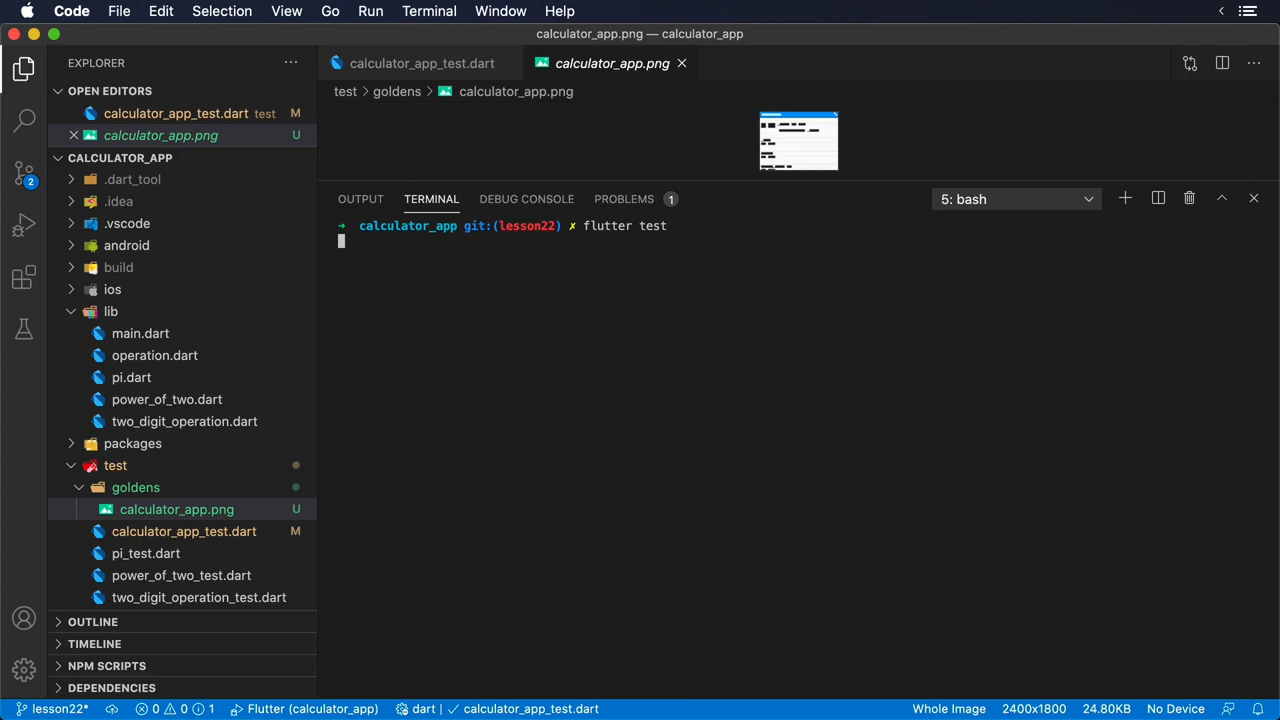 Code File Edit Selection View Go Run Terminal Window Help
calculator_app.png — calculator_app
EXPLORER
calculator_app_test.dart
calculator_app.png
test > goldens > calculator_app.png
OPEN EDITORS
calculator_app_test.dart test M
calculator_app.png U
CALCULATOR_APP
.dart_tool
.idea
.vscode
android
build
ios
lib
main.dart
operation.dart
pi.dart
power_of_two.dart
two_digit_operation.dart
packages
test
goldens
calculator_app.png U
calculator_app_test.dart M
pi_test.dart
power_of_two_test.dart
two_digit_operation_test.dart
OUTLINE
TIMELINE
NPM SCRIPTS
DEPENDENCIES
2
OUTPUT TERMINAL DEBUG CONSOLE PROBLEMS 1
5: bash
→ calculator_app git:(lesson22) ✗ flutter test
lesson22* 0 0 1 Flutter (calculator_app) dart | ✓ calculator_app_test.dart Whole Image 2400x1800 24.80KB No Device